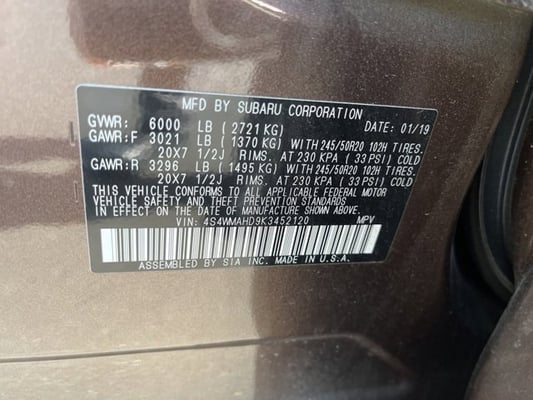 MFD BY SUBARU CORPORATION
GVWR: 6000 LB ( 2721 KG) DATE: 01/19
GAWR:F 3021 LB ( 1370 KG) WITH 245/50R20 102H TIRES.
20X7 1/2J RIMS. AT 230 KPA ( 33 PSI) COLD
GAWR:R 3296 LB ( 1495 KG) WITH 245/50R20 102H TIRES.
20X7 1/2J RIMS. AT 230 KPA ( 33 PSI) COLD
THIS VEHICLE CONFORMS TO ALL APPLICABLE FEDERAL MOTOR
VEHICLE SAFETY AND THEFT PREVENTION STANDARDS
IN EFFECT ON THE DATE OF MANUFACTURE SHOWN ABOVE.
VIN: 4S4WMAHD9K3452120 MPV
ASSEMBLED BY SIA INC. MADE IN U.S.A.